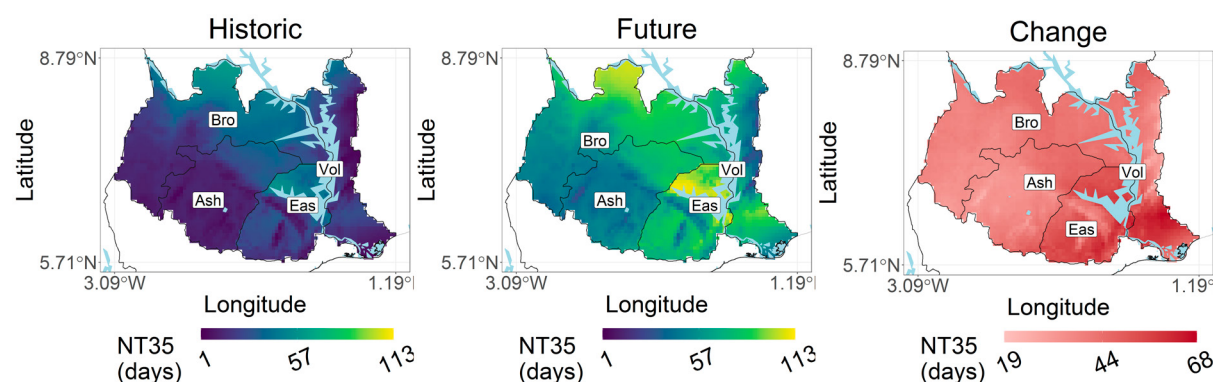 Historic
8.79°N
Latitude
Bro
Vol
Ash
Eas
5.71°N
3.09°W
1.19°
Longitude
NT35
(days)
1
57
113
Future
8.79°N
Latitude
Bro
Vol
Ash
Eas
5.71°N
3.09°W
1.19°
Longitude
NT35
(days)
1
57
113
Change
8.79°N
Latitude
Bro
Vol
Ash
Eas
5.71°N
3.09°W
1.19°
Longitude
NT35
(days)
19
44
68